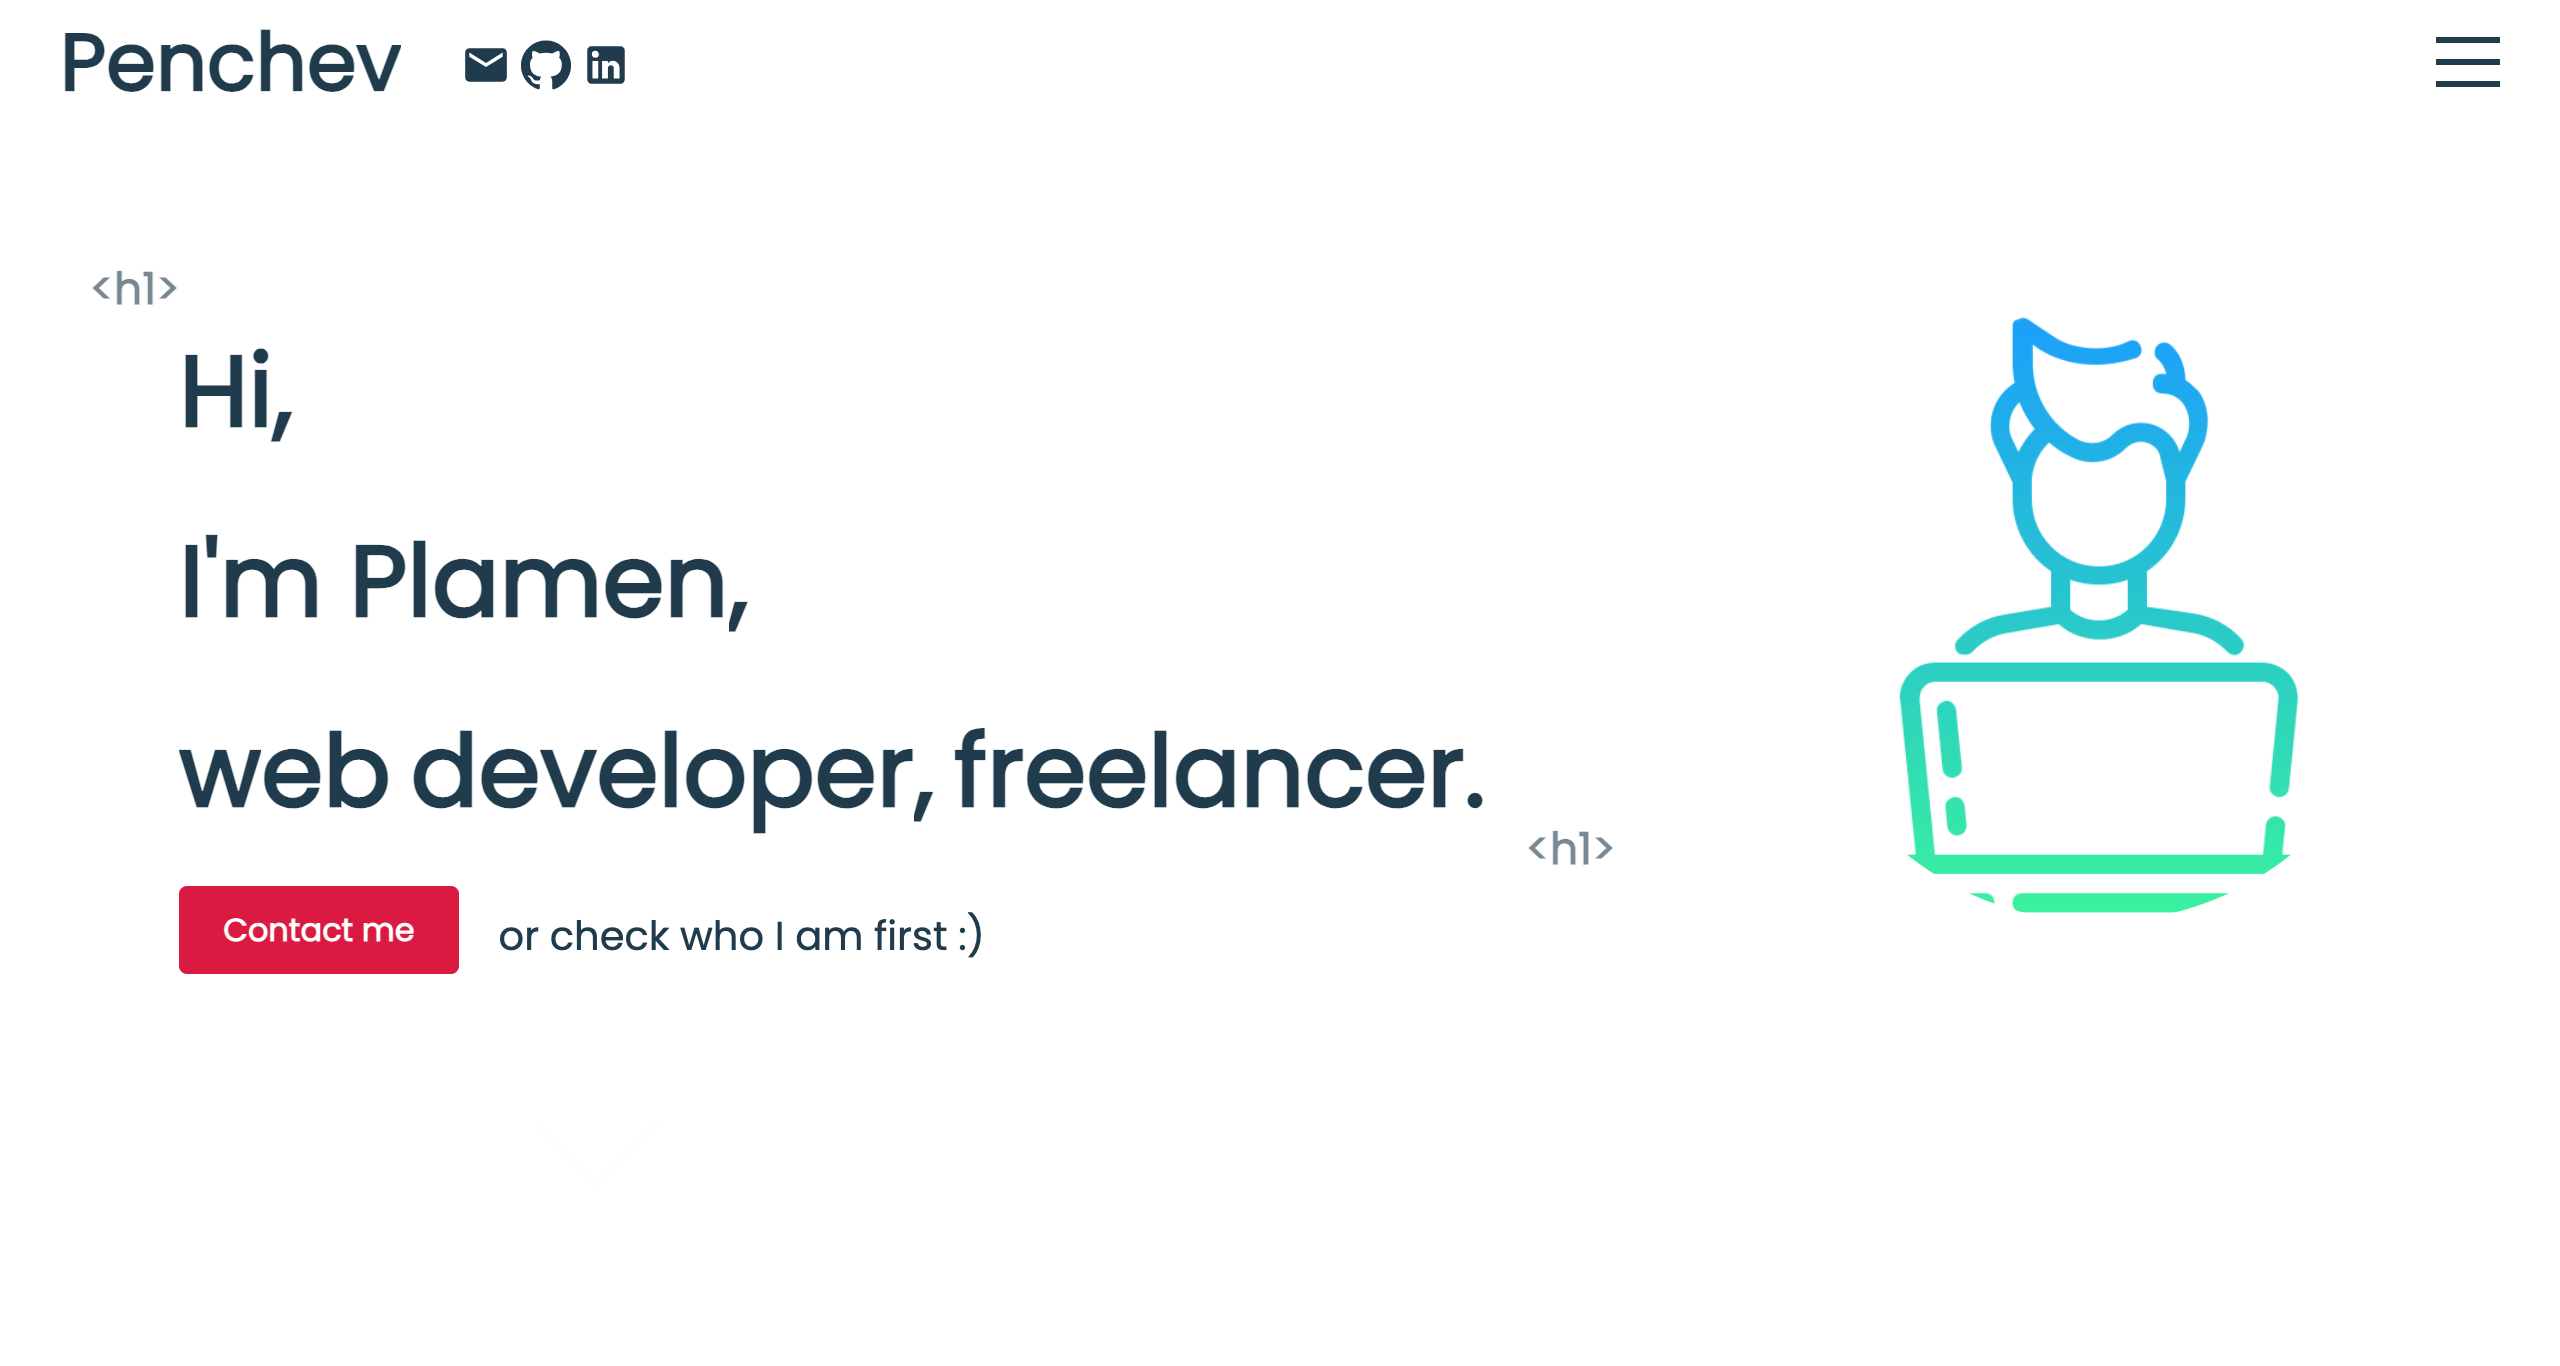 Penchev
<h1>
Hi,
I'm Plamen,
web developer, freelancer.
<h1>
Contact me or check who I am first :)